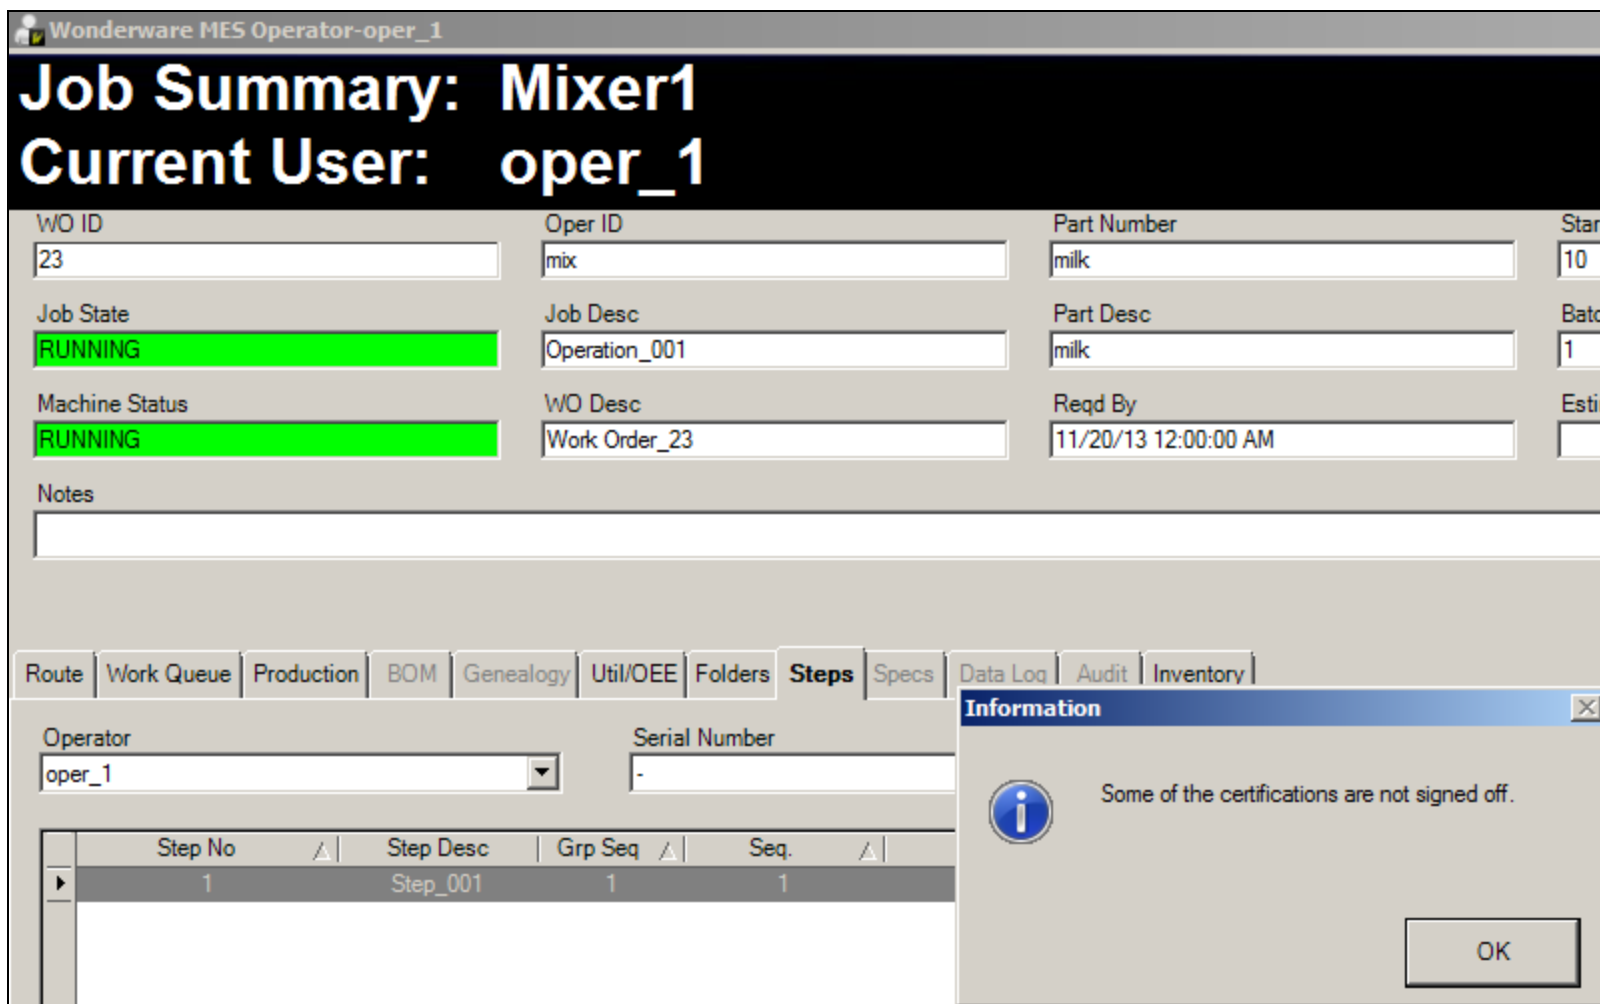 Wonderware MES Operator-oper_1
Job Summary: Mixer1
Current User: oper_1
WO ID Oper ID Part Number Star
23 mix milk 10
Job State Job Desc Part Desc Batc
RUNNING Operation_001 milk 1
Machine Status WO Desc Reqd By Esti
RUNNING Work Order_23 11/20/13 12:00:00 AM
Notes
Route Work Queue Production BOM Genealogy Util/OEE Folders Steps Specs Data Log Audit Inventory
Information
Operator Serial Number
oper_1 -
Some of the certifications are not signed off.
Step No Step Desc Grp Seq Seq.
1 Step_001 1 1
OK